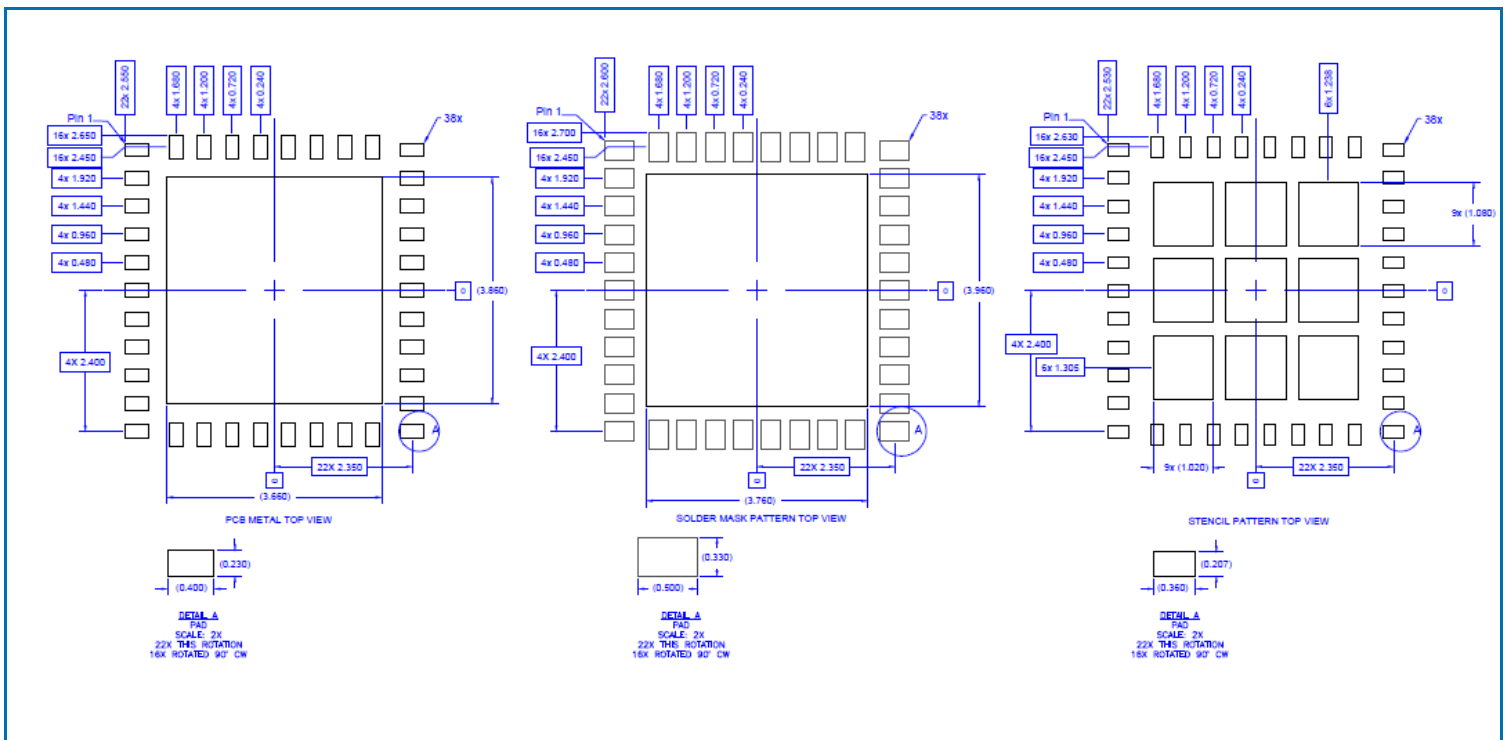 22x 2.550
4x 1.680
4x 1.200
4x 0.720
4x 0.240
Pin 1
38x
16x 2.650
16x 2.450
4x 1.920
4x 1.440
4x 0.960
4x 0.480
0
(3.860)
4X 2.400
A
22X 2.350
0
(3.660)
PCB METAL TOP VIEW
(0.230)
(0.400)
DETAIL A
PAD
SCALE: 2X
22X THIS ROTATION
16X ROTATED 90° CW
22x 2.600
4x 1.680
4x 1.200
4x 0.720
4x 0.240
Pin 1
38x
16x 2.700
16x 2.450
4x 1.920
4x 1.440
4x 0.960
4x 0.480
0
(3.960)
4X 2.400
A
22X 2.350
0
(3.760)
SOLDER MASK PATTERN TOP VIEW
(0.330)
(0.500)
DETAIL A
PAD
SCALE: 2X
22X THIS ROTATION
16X ROTATED 90° CW
22x 2.530
4x 1.680
4x 1.200
4x 0.720
4x 0.240
6x 1.238
Pin 1
38x
16x 2.630
16x 2.450
4x 1.920
4x 1.440
4x 0.960
4x 0.480
9x (1.080)
0
4X 2.400
6x 1.305
A
9x (1.020)
22X 2.350
0
STENCIL PATTERN TOP VIEW
(0.207)
(0.360)
DETAIL A
PAD
SCALE: 2X
22X THIS ROTATION
16X ROTATED 90° CW